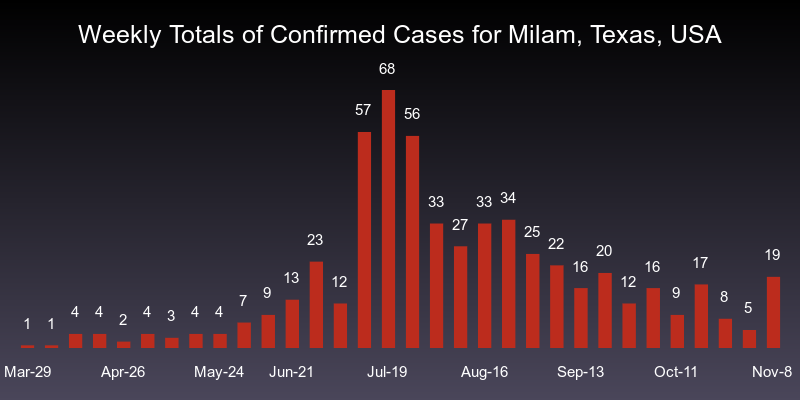 Weekly Totals of Confirmed Cases for Milam, Texas, USA
1 1 4 4 2 4 3 4 4 7 9 13 23 12 57 68 56 33 27 33 34 25 22 16 20 12 16 9 17 8 5 19
Mar-29 Apr-26 May-24 Jun-21 Jul-19 Aug-16 Sep-13 Oct-11 Nov-8